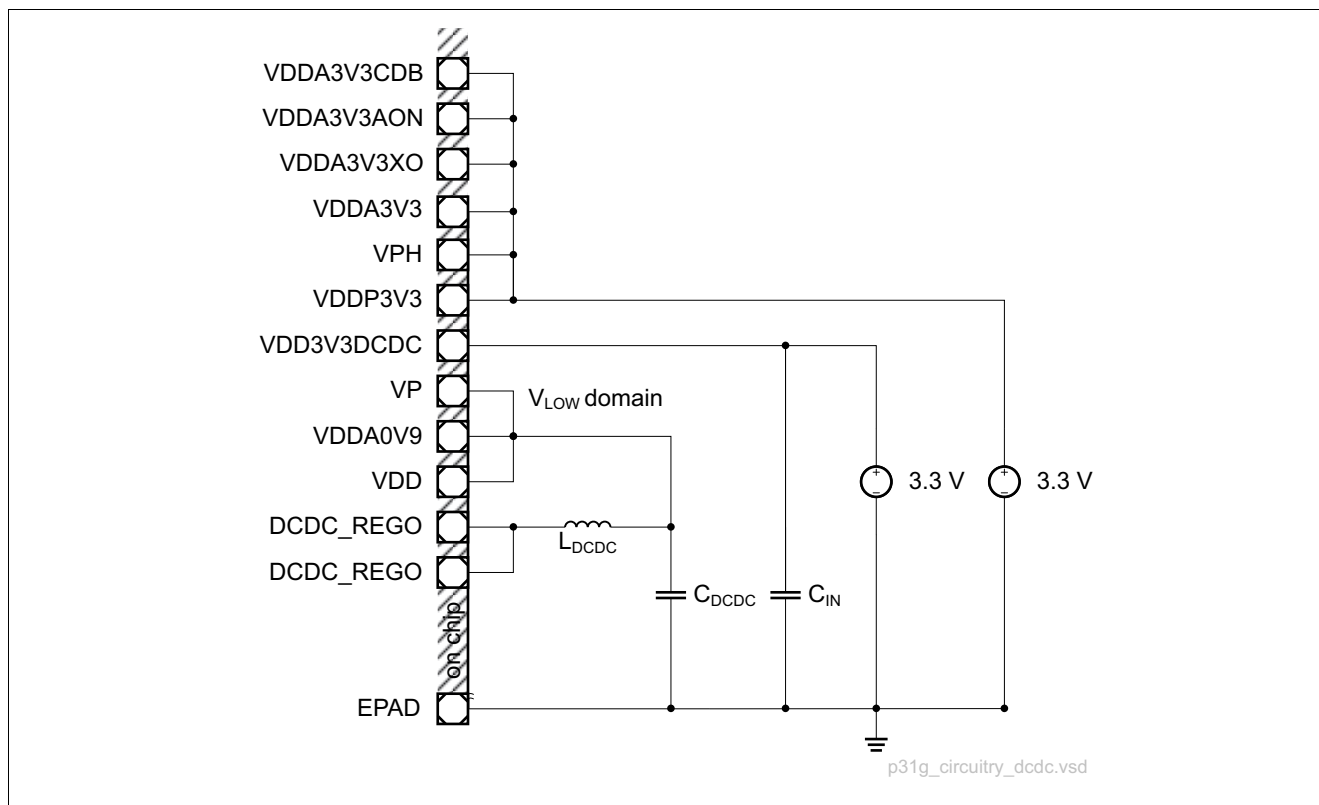 VDDA3V3CDB
VDDA3V3AON
VDDA3V3XO
VDDA3V3
VPH
VDDP3V3
VDD3V3DCDC
VP
VLOW domain
VDDA0V9
VDD
+
3.3 V
+
3.3 V
DCDC_REGO
LDCDC
DCDC_REGO
CDCDC
CIN
on chip
EPAD
p31g_circuitry_dcdc.vsd